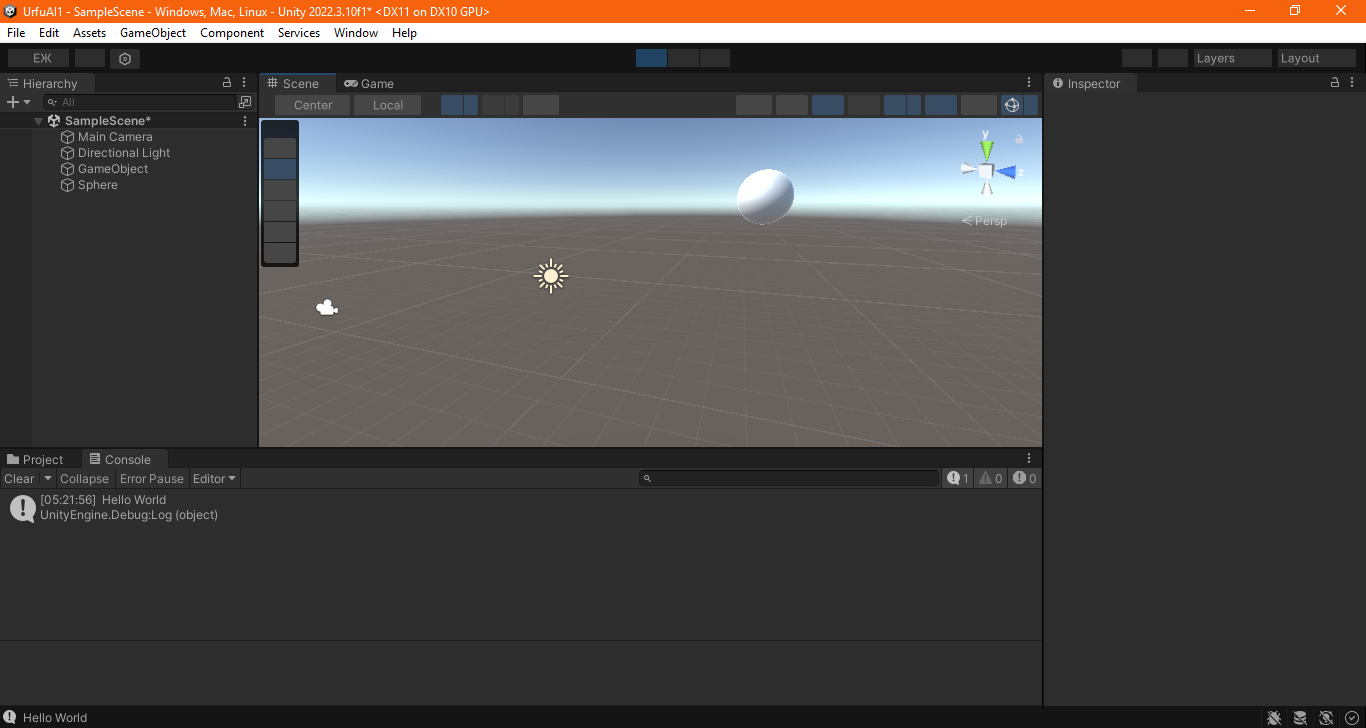 UrfuAI1 - SampleScene - Windows, Mac, Linux - Unity 2022.3.10f1* <DX11 on DX10 GPU>
File Edit Assets GameObject Component Services Window Help
ЕЖ Layers Layout
Hierarchy Scene Game Inspector
All Center Local
SampleScene*
Main Camera
Directional Light
GameObject
Sphere
y
z
Persp
Project Console
Clear Collapse Error Pause Editor 1 0 0
[05:21:56] Hello World
UnityEngine.Debug:Log (object)
Hello World